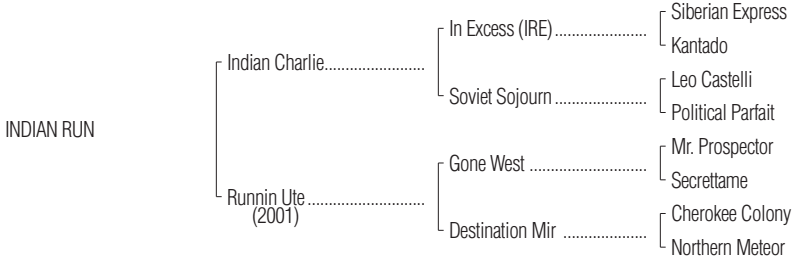 Siberian Express
In Excess (IRE)......................
Kantado
Indian Charlie........................
Leo Castelli
Soviet Sojourn ......................
Political Parfait
INDIAN RUN
Mr. Prospector
Gone West ............................
Secrettame
Runnin Ute............................
(2001)
Cherokee Colony
Destination Mir ....................
Northern Meteor